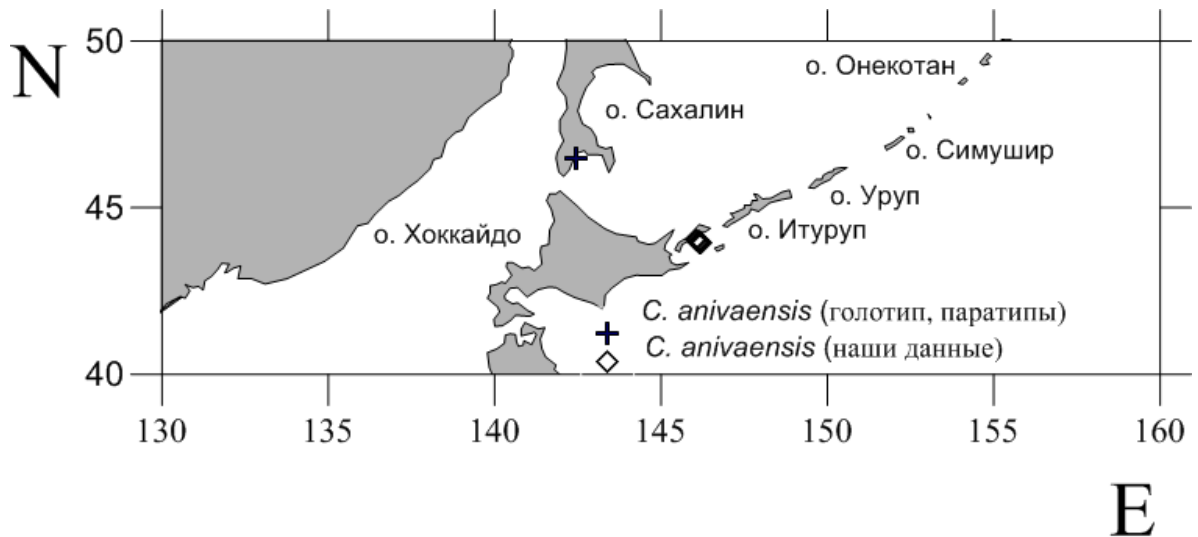 N
50
о. Онекотан
о. Сахалин
о. Симушир
45
о. Уруп
о. Хоккайдо
о. Итуруп
C. anivaensis (голотип, паратипы)
C. anivaensis (наши данные)
40
130 135 140 145 150 155 160
E